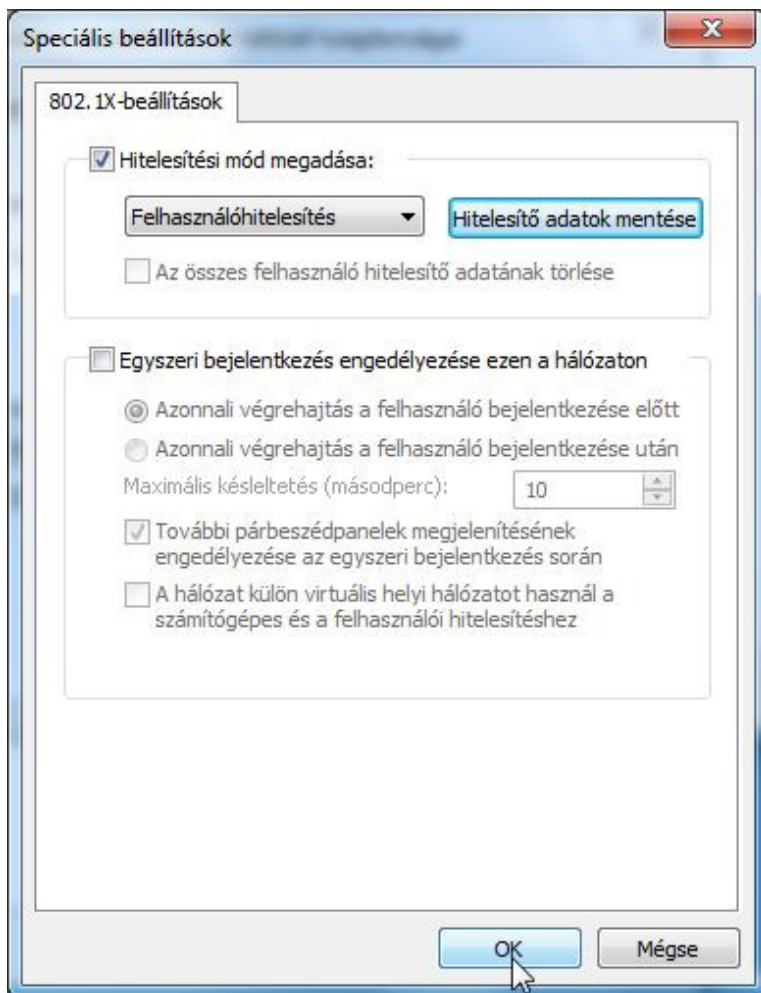 Speciális beállítások
802.1X-beállítások
Hitelesítési mód megadása:
Felhasználóhitelesítés
Hitelesítő adatok mentése
Az összes felhasználó hitelesítő adatának törlése
Egyszeri bejelentkezés engedélyezése ezen a hálózaton
Azonnali végrehajtás a felhasználó bejelentkezése előtt
Azonnali végrehajtás a felhasználó bejelentkezése után
Maximális késleltetés (másodperc):
10
További párbeszédpanelek megjelenítésének
engedélyezése az egyszeri bejelentkezés során
A hálózat külön virtuális helyi hálózatot használ a
számítógépes és a felhasználói hitelesítéshez
OK
Mégse